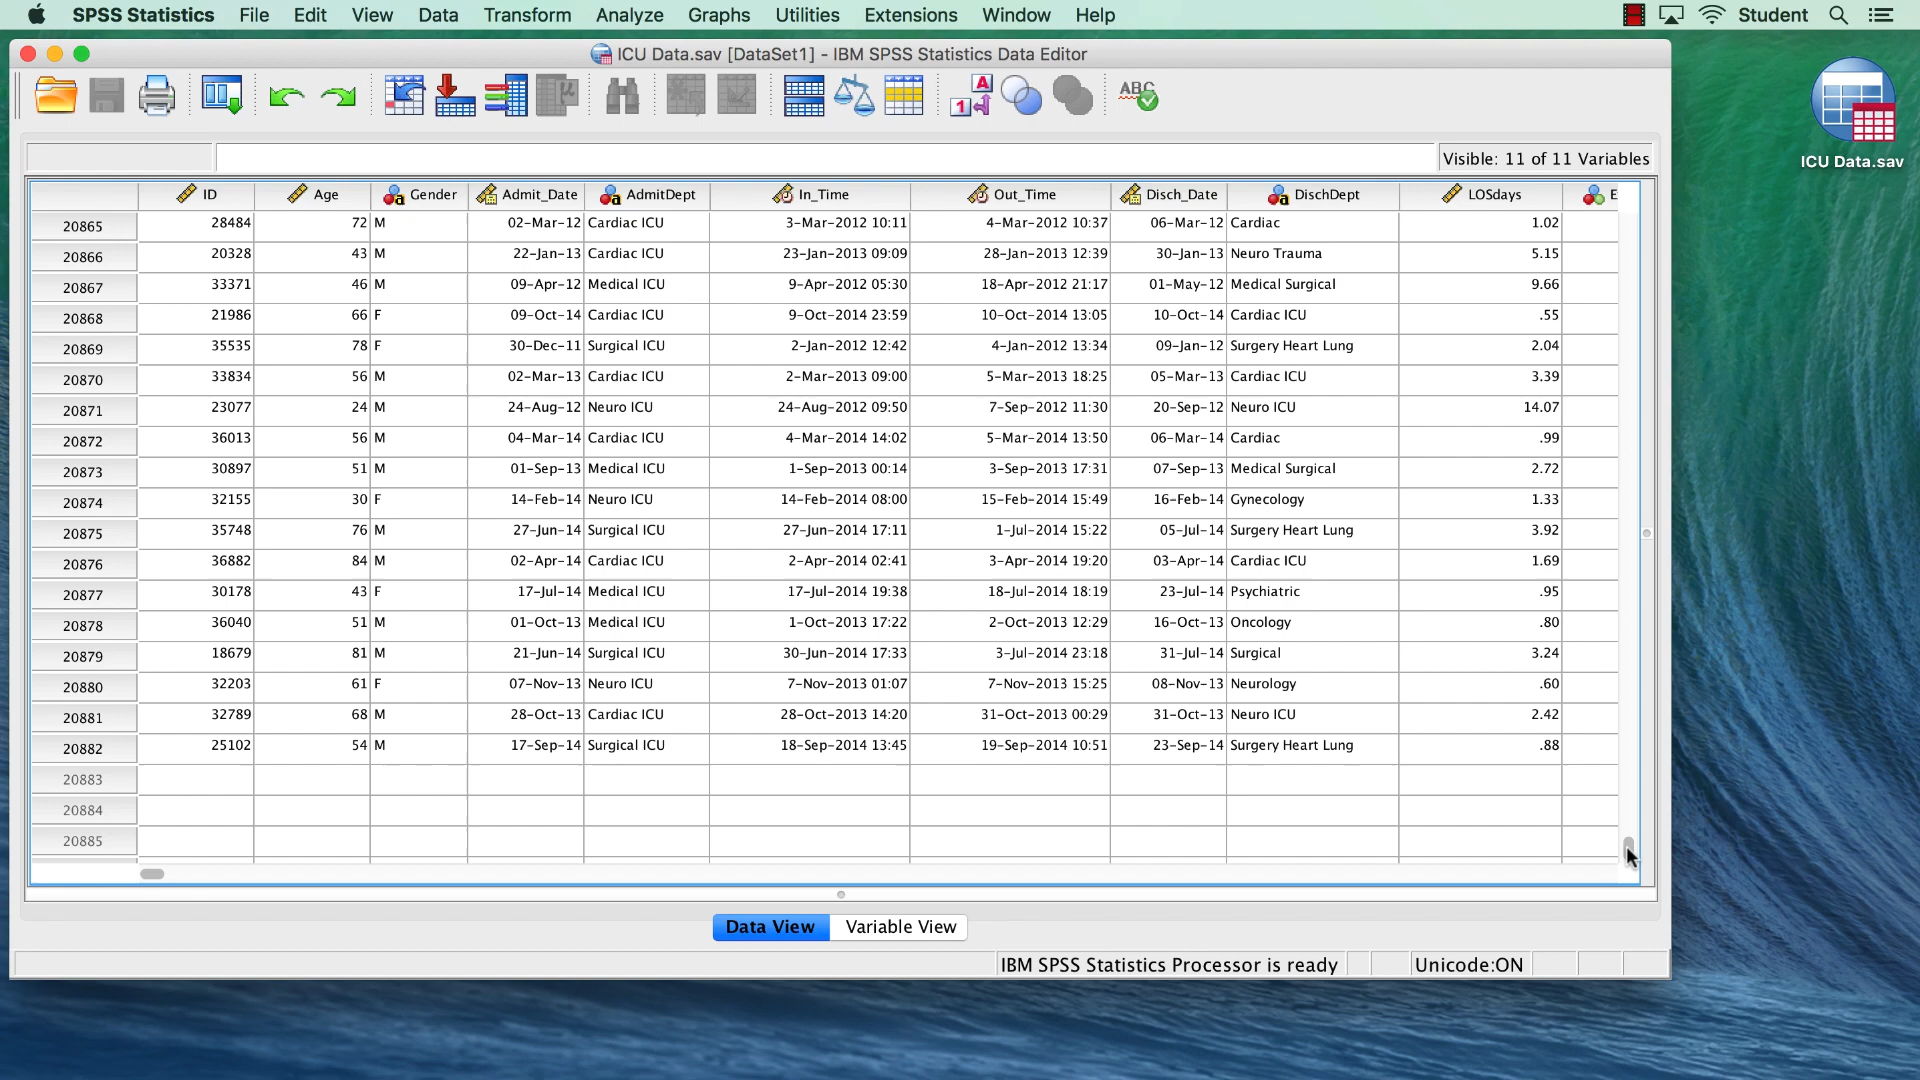 SPSS Statistics File Edit View Data Transform Analyze Graphs Utilities Extensions Window Help Student
ICU Data.sav [DataSet1] - IBM SPSS Statistics Data Editor
ICU Data.sav
Visible: 11 of 11 Variables
ID Age Gender Admit_Date AdmitDept In_Time Out_Time Disch_Date DischDept LOSdays E
20865 28484 72 M 02-Mar-12 Cardiac ICU 3-Mar-2012 10:11 4-Mar-2012 10:37 06-Mar-12 Cardiac 1.02
20866 20328 43 M 22-Jan-13 Cardiac ICU 23-Jan-2013 09:09 28-Jan-2013 12:39 30-Jan-13 Neuro Trauma 5.15
20867 33371 46 M 09-Apr-12 Medical ICU 9-Apr-2012 05:30 18-Apr-2012 21:17 01-May-12 Medical Surgical 9.66
20868 21986 66 F 09-Oct-14 Cardiac ICU 9-Oct-2014 23:59 10-Oct-2014 13:05 10-Oct-14 Cardiac ICU .55
20869 35535 78 F 30-Dec-11 Surgical ICU 2-Jan-2012 12:42 4-Jan-2012 13:34 09-Jan-12 Surgery Heart Lung 2.04
20870 33834 56 M 02-Mar-13 Cardiac ICU 2-Mar-2013 09:00 5-Mar-2013 18:25 05-Mar-13 Cardiac ICU 3.39
20871 23077 24 M 24-Aug-12 Neuro ICU 24-Aug-2012 09:50 7-Sep-2012 11:30 20-Sep-12 Neuro ICU 14.07
20872 36013 56 M 04-Mar-14 Cardiac ICU 4-Mar-2014 14:02 5-Mar-2014 13:50 06-Mar-14 Cardiac .99
20873 30897 51 M 01-Sep-13 Medical ICU 1-Sep-2013 00:14 3-Sep-2013 17:31 07-Sep-13 Medical Surgical 2.72
20874 32155 30 F 14-Feb-14 Neuro ICU 14-Feb-2014 08:00 15-Feb-2014 15:49 16-Feb-14 Gynecology 1.33
20875 35748 76 M 27-Jun-14 Surgical ICU 27-Jun-2014 17:11 1-Jul-2014 15:22 05-Jul-14 Surgery Heart Lung 3.92
20876 36882 84 M 02-Apr-14 Cardiac ICU 2-Apr-2014 02:41 3-Apr-2014 19:20 03-Apr-14 Cardiac ICU 1.69
20877 30178 43 F 17-Jul-14 Medical ICU 17-Jul-2014 19:38 18-Jul-2014 18:19 23-Jul-14 Psychiatric .95
20878 36040 51 M 01-Oct-13 Medical ICU 1-Oct-2013 17:22 2-Oct-2013 12:29 16-Oct-13 Oncology .80
20879 18679 81 M 21-Jun-14 Surgical ICU 30-Jun-2014 17:33 3-Jul-2014 23:18 31-Jul-14 Surgical 3.24
20880 32203 61 F 07-Nov-13 Neuro ICU 7-Nov-2013 01:07 7-Nov-2013 15:25 08-Nov-13 Neurology .60
20881 32789 68 M 28-Oct-13 Cardiac ICU 28-Oct-2013 14:20 31-Oct-2013 00:29 31-Oct-13 Neuro ICU 2.42
20882 25102 54 M 17-Sep-14 Surgical ICU 18-Sep-2014 13:45 19-Sep-2014 10:51 23-Sep-14 Surgery Heart Lung .88
20883
20884
20885
Data View Variable View
IBM SPSS Statistics Processor is ready Unicode:ON